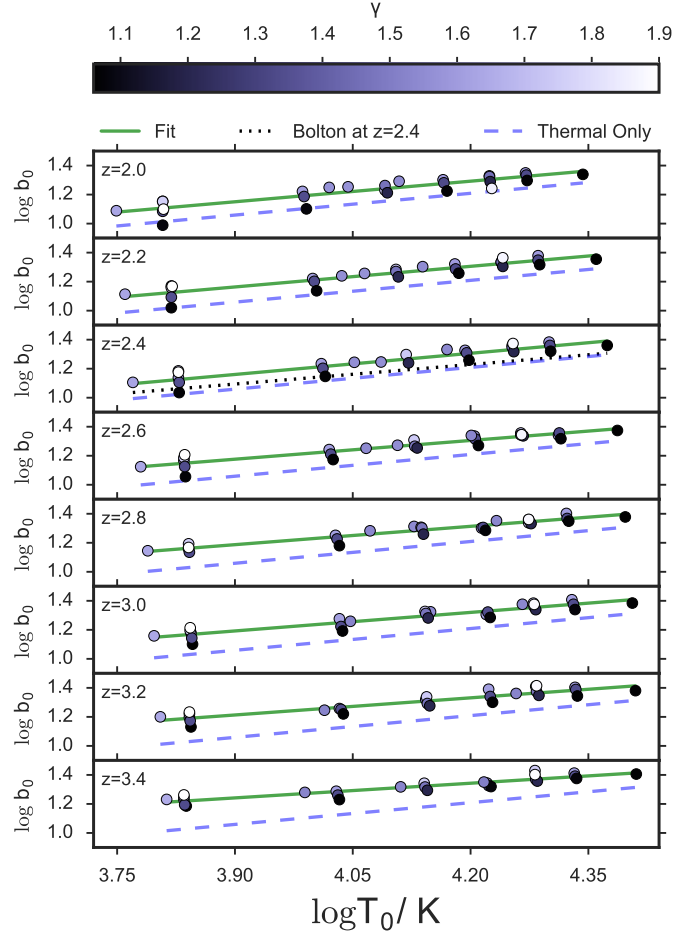 γ
1.1 1.2 1.3 1.4 1.5 1.6 1.7 1.8 1.9
Fit Bolton at z=2.4 Thermal Only
z=2.0
log b₀
1.4
1.2
1.0
z=2.2
log b₀
1.4
1.2
1.0
z=2.4
log b₀
1.4
1.2
1.0
z=2.6
log b₀
1.4
1.2
1.0
z=2.8
log b₀
1.4
1.2
1.0
z=3.0
log b₀
1.4
1.2
1.0
z=3.2
log b₀
1.4
1.2
1.0
z=3.4
log b₀
1.4
1.2
1.0
3.75 3.90 4.05 4.20 4.35
logT₀/ K